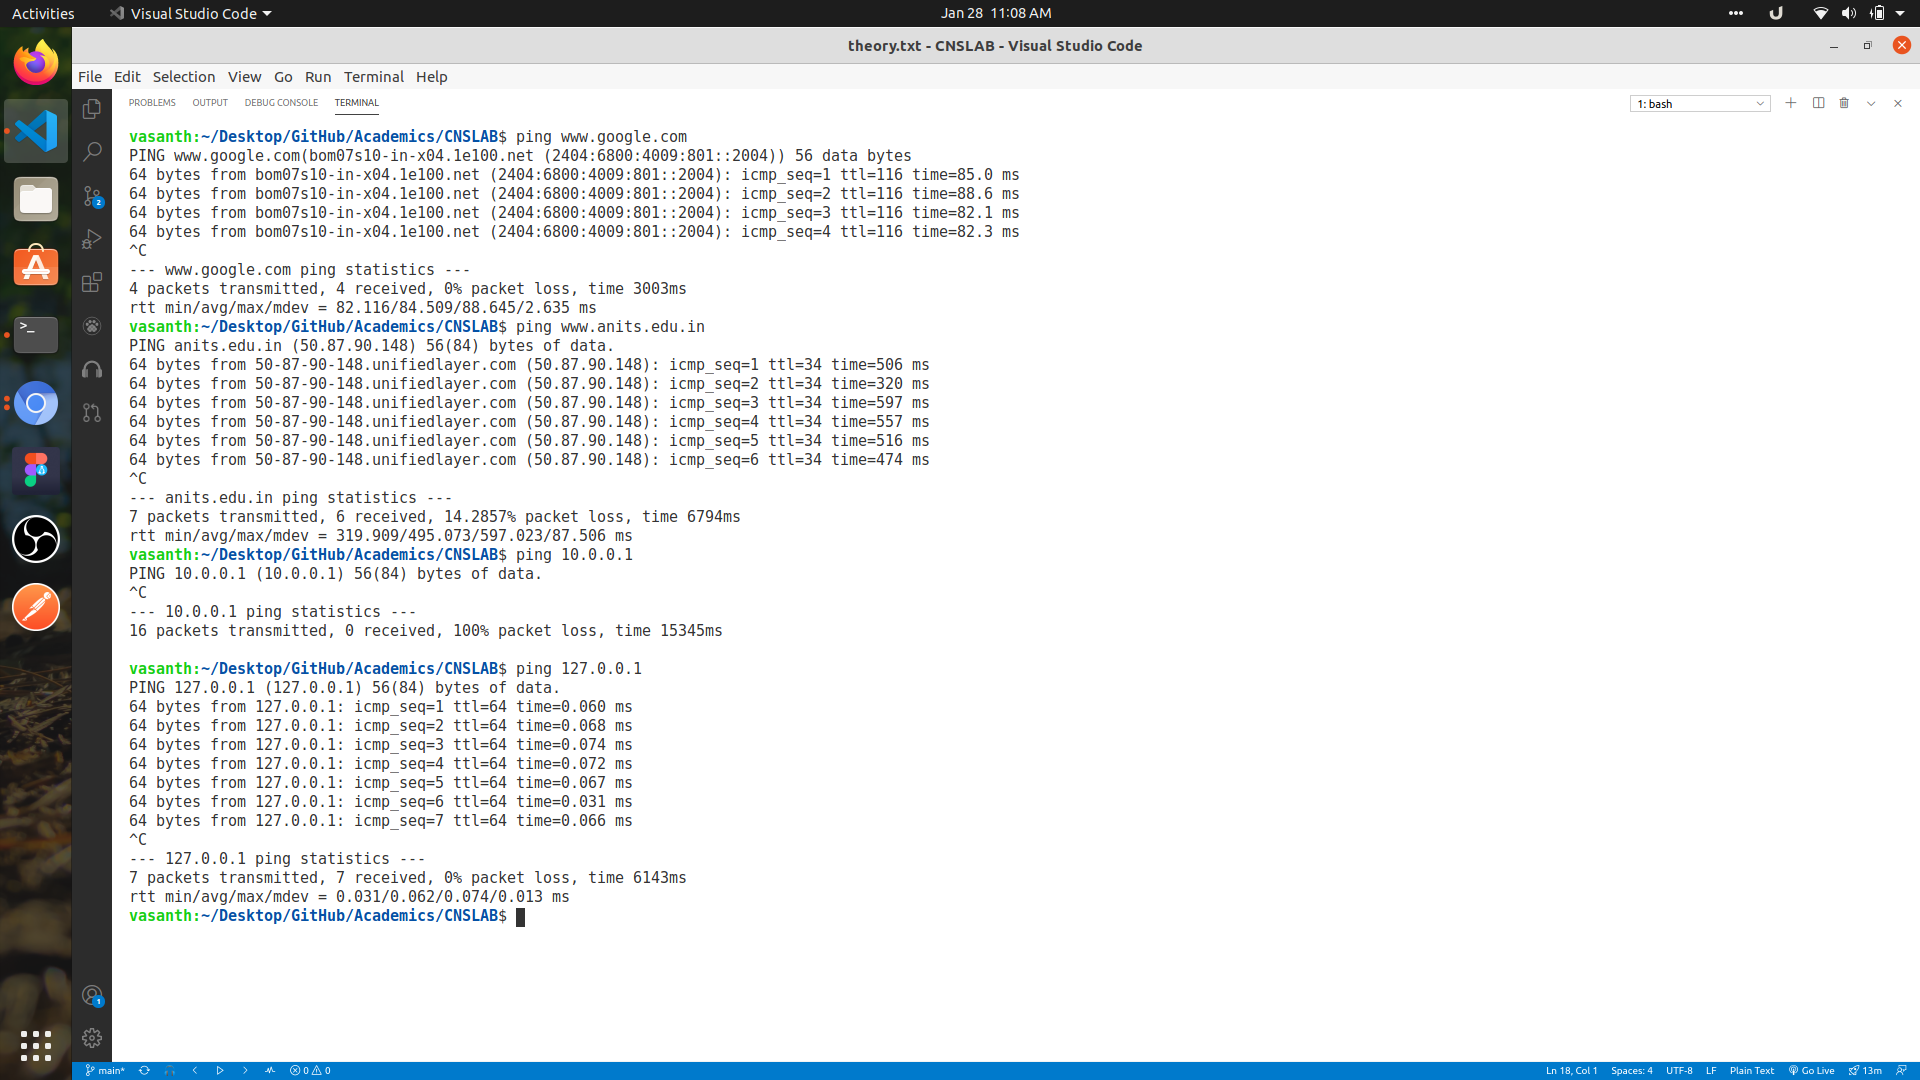 Activities Visual Studio Code Jan 28 11:08 AM
theory.txt - CNSLAB - Visual Studio Code
File Edit Selection View Go Run Terminal Help
PROBLEMS OUTPUT DEBUG CONSOLE TERMINAL 1: bash
vasanth:~/Desktop/GitHub/Academics/CNSLAB$ ping www.google.com
PING www.google.com(bom07s10-in-x04.1e100.net (2404:6800:4009:801::2004)) 56 data bytes
64 bytes from bom07s10-in-x04.1e100.net (2404:6800:4009:801::2004): icmp_seq=1 ttl=116 time=85.0 ms
64 bytes from bom07s10-in-x04.1e100.net (2404:6800:4009:801::2004): icmp_seq=2 ttl=116 time=88.6 ms
64 bytes from bom07s10-in-x04.1e100.net (2404:6800:4009:801::2004): icmp_seq=3 ttl=116 time=82.1 ms
64 bytes from bom07s10-in-x04.1e100.net (2404:6800:4009:801::2004): icmp_seq=4 ttl=116 time=82.3 ms
^C
--- www.google.com ping statistics ---
4 packets transmitted, 4 received, 0% packet loss, time 3003ms
rtt min/avg/max/mdev = 82.116/84.509/88.645/2.635 ms
vasanth:~/Desktop/GitHub/Academics/CNSLAB$ ping www.anits.edu.in
PING anits.edu.in (50.87.90.148) 56(84) bytes of data.
64 bytes from 50-87-90-148.unifiedlayer.com (50.87.90.148): icmp_seq=1 ttl=34 time=506 ms
64 bytes from 50-87-90-148.unifiedlayer.com (50.87.90.148): icmp_seq=2 ttl=34 time=320 ms
64 bytes from 50-87-90-148.unifiedlayer.com (50.87.90.148): icmp_seq=3 ttl=34 time=597 ms
64 bytes from 50-87-90-148.unifiedlayer.com (50.87.90.148): icmp_seq=4 ttl=34 time=557 ms
64 bytes from 50-87-90-148.unifiedlayer.com (50.87.90.148): icmp_seq=5 ttl=34 time=516 ms
64 bytes from 50-87-90-148.unifiedlayer.com (50.87.90.148): icmp_seq=6 ttl=34 time=474 ms
^C
--- anits.edu.in ping statistics ---
7 packets transmitted, 6 received, 14.2857% packet loss, time 6794ms
rtt min/avg/max/mdev = 319.909/495.073/597.023/87.506 ms
vasanth:~/Desktop/GitHub/Academics/CNSLAB$ ping 10.0.0.1
PING 10.0.0.1 (10.0.0.1) 56(84) bytes of data.
^C
--- 10.0.0.1 ping statistics ---
16 packets transmitted, 0 received, 100% packet loss, time 15345ms
vasanth:~/Desktop/GitHub/Academics/CNSLAB$ ping 127.0.0.1
PING 127.0.0.1 (127.0.0.1) 56(84) bytes of data.
64 bytes from 127.0.0.1: icmp_seq=1 ttl=64 time=0.060 ms
64 bytes from 127.0.0.1: icmp_seq=2 ttl=64 time=0.068 ms
64 bytes from 127.0.0.1: icmp_seq=3 ttl=64 time=0.074 ms
64 bytes from 127.0.0.1: icmp_seq=4 ttl=64 time=0.072 ms
64 bytes from 127.0.0.1: icmp_seq=5 ttl=64 time=0.067 ms
64 bytes from 127.0.0.1: icmp_seq=6 ttl=64 time=0.031 ms
64 bytes from 127.0.0.1: icmp_seq=7 ttl=64 time=0.066 ms
^C
--- 127.0.0.1 ping statistics ---
7 packets transmitted, 7 received, 0% packet loss, time 6143ms
rtt min/avg/max/mdev = 0.031/0.062/0.074/0.013 ms
vasanth:~/Desktop/GitHub/Academics/CNSLAB$
2
1
main* 0 0 Ln 18, Col 1 Spaces: 4 UTF-8 LF Plain Text Go Live 13m